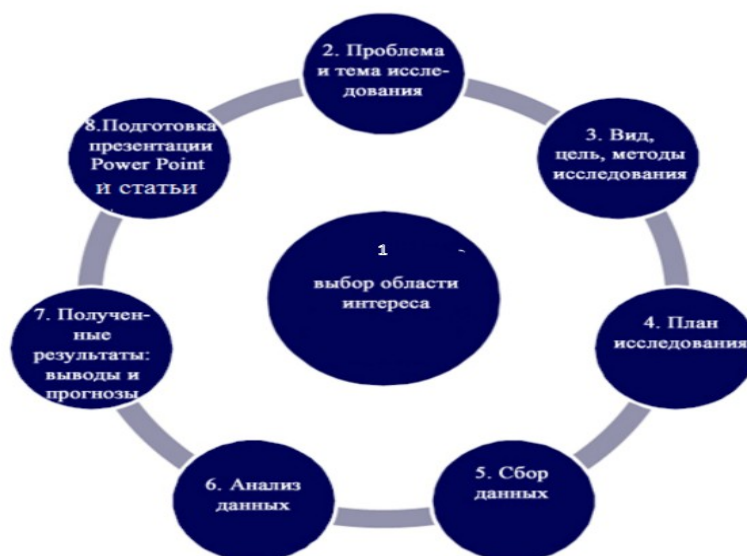 1
выбор области
интереса
2. Проблема
и тема иссле-
дования
3. Вид,
цель, методы
исследования
4. План
исследования
5. Сбор
данных
6. Анализ
данных
7. Получен-
ные
результаты:
выводы и
прогнозы
8.Подготовка
презентации
Power Point
и статьи